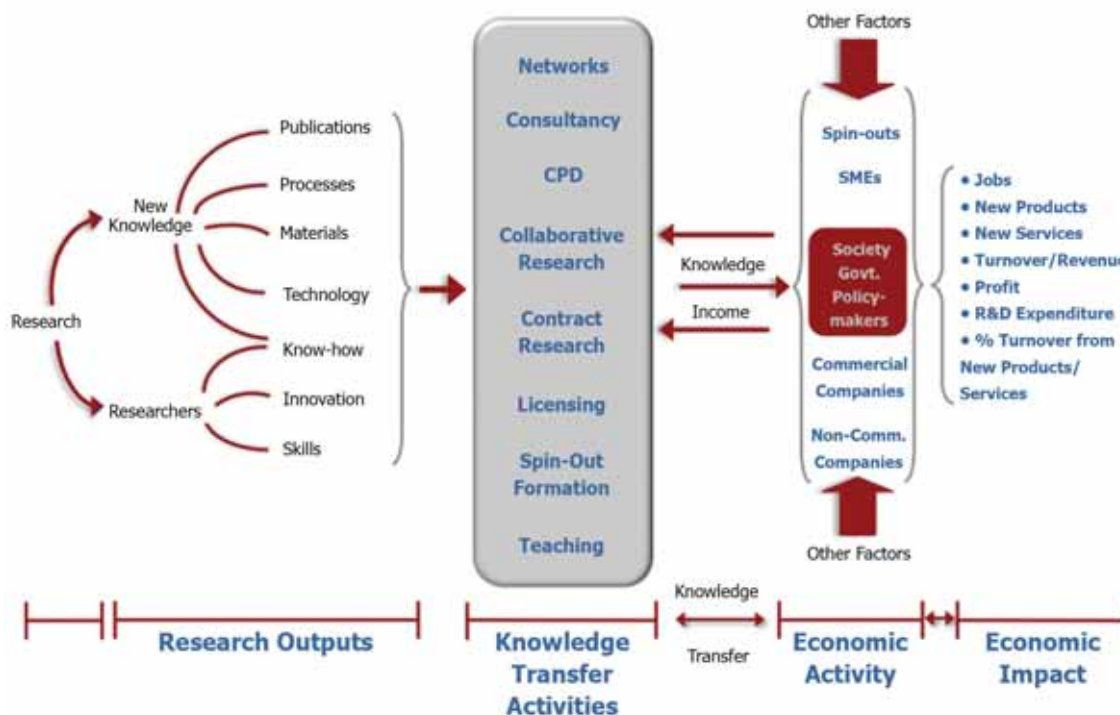 Research
New
Knowledge
Researchers
Publications
Processes
Materials
Technology
Know-how
Innovation
Skills
Networks
Consultancy
CPD
Collaborative
Research
Contract
Research
Licensing
Spin-Out
Formation
Teaching
Knowledge
Income
Other Factors
Spin-outs
SMEs
Society
Govt.
Policy-
makers
Commercial
Companies
Non-Comm.
Companies
Other Factors
• Jobs
• New Products
• New Services
• Turnover/Revenue
• Profit
• R&D Expenditure
• % Turnover from
New Products/
Services
Research Outputs
Knowledge
Transfer
Activities
Knowledge
Transfer
Economic
Activity
Economic
Impact